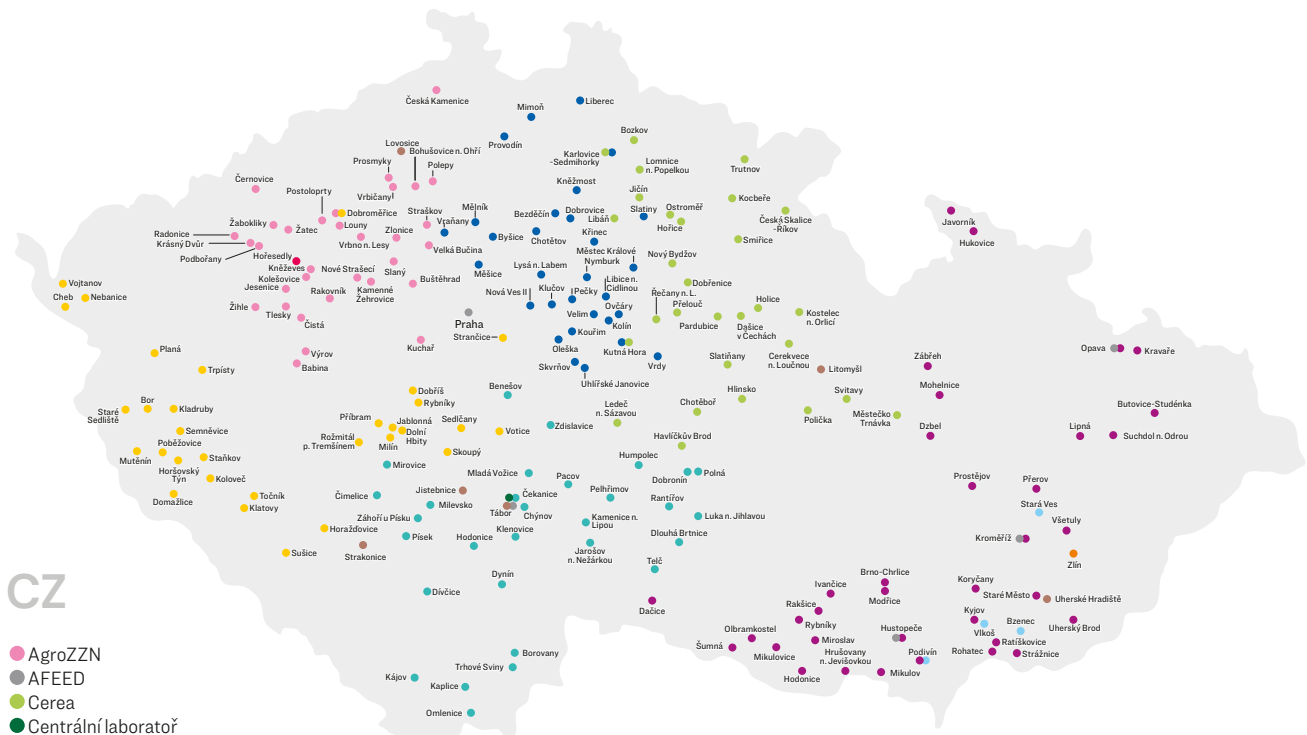 Česká Kamenice
Liberec
Mimoň
Provodín
Bozkov
Lovosice
Bohušovice n. Ohří
Prosmyky
Polepy
Vrbičany
Karlovice
-Sedmihorky
Lomnice
n. Popelkou
Trutnov
Černovice
Postoloprty
Kněžmost
Jičín
Kocbeře
Dobroměřice
Straškov
Mělník
Bezděčín
Dobrovice
Libáň
Slatiny
Ostroměř
Hořice
Česká Skalice
-Říkov
Javorník
Hukovice
Žabokliky
Žatec
Louny
Vraňany
Radonice
Krásný Dvůr
Podbořany
Vrbno n. Lesy
Zlonice
Velká Bučina
Byšice
Chotětov
Křinec
Smiřice
Hořesedly
Kněževes
Kolešovice
Jesenice
Nové Strašecí
Slaný
Měšice
Lysá n. Labem
Městec Králové
Nymburk
Nový Bydžov
Vojtanov
Cheb
Nebanice
Rakovník
Kamenné
Žehrovice
Buštěhrad
Nová Ves II
Klučov
Pečky
Libice n.
Cidlinou
Dobřenice
Řečany n. L.
Žihle
Tlesky
Čistá
Praha
Strančice
Velim
Ovčáry
Kolín
Přelouč
Pardubice
Holice
Dašice
v Čechách
Kostelec
n. Orlicí
Kouřim
Oleška
Kutná Hora
Planá
Trpísty
Výrov
Babina
Kuchař
Skvrňov
Uhlířské Janovice
Vrdy
Slatiňany
Cerekvece
n. Loučnou
Litomyšl
Zábřeh
Opava
Kravaře
Dobříš
Rybníky
Benešov
Mohelnice
Staré
Sedliště
Bor
Kladruby
Příbram
Jablonná
Dolní
Hbity
Milín
Sedlčany
Votice
Zdislavice
Ledeč
n. Sázavou
Chotěboř
Hlinsko
Svitavy
Polička
Městečko
Trnávka
Dzbel
Butovice-Studénka
Lipná
Suchdol n. Odrou
Semněvice
Poběžovice
Mutěnín
Horšovský
Týn
Staňkov
Koloveč
Rožmitál
p. Tremšínem
Skoupý
Havlíčkův Brod
Domažlice
Točník
Klatovy
Mirovice
Mladá Vožice
Humpolec
Dobronín
Polná
Čimelice
Jistebnice
Milevsko
Tábor
Čekanice
Chýnov
Pacov
Pelhřimov
Rantířov
Luka n. Jihlavou
Prostějov
Přerov
Stará Ves
Záhoří u Písku
Klenovice
Kamenice n.
Lipou
Dlouhá Brtnice
Všetuly
Kroměříž
Horažďovice
Strakonice
Písek
Hodonice
Jarošov
n. Nežárkou
Sušice
Dynín
Telč
Zlín
Dívčice
Dačice
Ivančice
Brno-Chrlice
Modřice
Koryčany
Staré Město
Uherské Hradiště
Rakšice
Rybníky
Kyjov
Vlkoš
Bzenec
Uherský Brod
CZ
Olbramkostel
Šumná
Mikulovice
Miroslav
Hrušovany
n. Jevišovkou
Hustopeče
Podivín
Ratíškovice
Rohatec
Strážnice
Hodonice
Mikulov
Borovany
Trhové Sviny
Kájov
Kaplice
Omlenice
AgroZZN
AFEED
Cerea
Centrální laboratoř